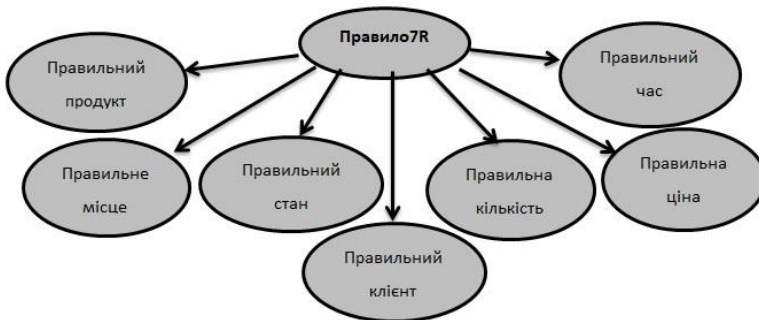 Правило7R
Правильний
продукт
Правильний
час
Правильне
місце
Правильний
стан
Правильна
кількість
Правильна
ціна
Правильний
клієнт